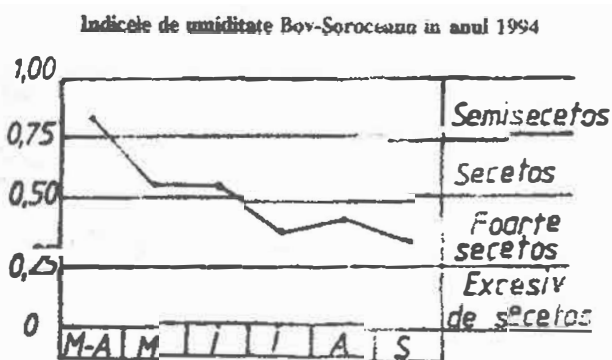 Indicele de umiditate Bov-Şoroceanu in anul 1994
1,00
Semisecetos
0,75
Secetos
0,50
Foarte
secetos
0,25
Excesiv
de secetos
0
M-A M I I A S